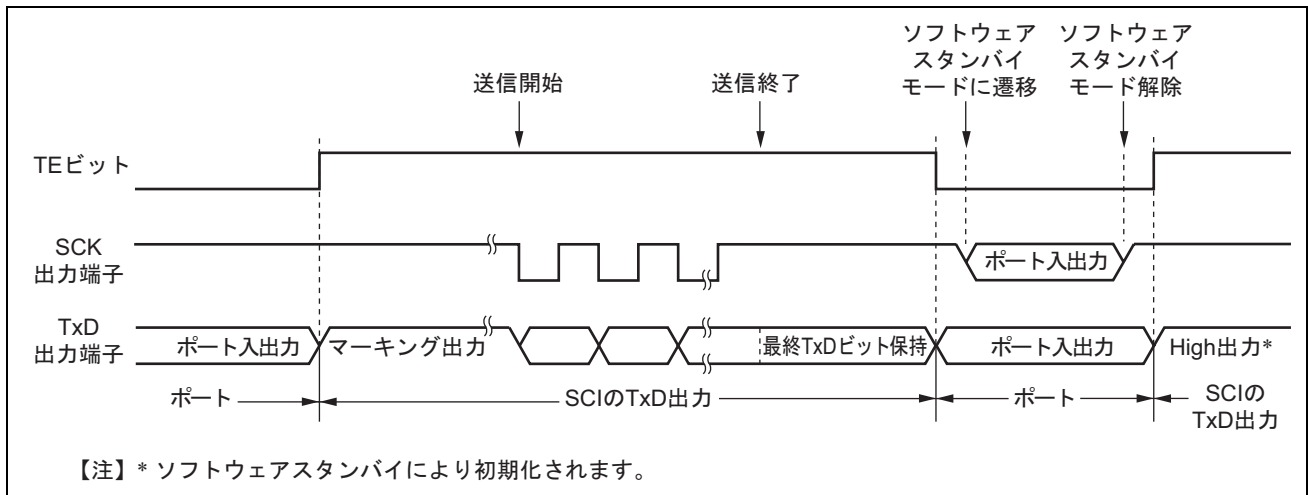 ソフトウェア
スタンバイ
モードに遷移
ソフトウェア
スタンバイ
モード解除
送信開始
送信終了
TEビット
SCK
出力端子
ポート入出力
TxD
出力端子
ポート入出力
マーキング出力
最終TxDビット保持
ポート入出力
High出力*
ポート
SCIのTxD出力
ポート
SCIの
TxD出力
【注】* ソフトウェアスタンバイにより初期化されます。